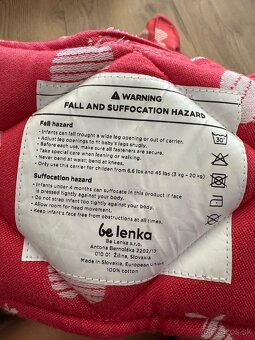 ⚠ WARNING
FALL AND SUFFOCATION HAZARD
Fall hazard
• Infants can fall trought a wide leg opening or out of carrier.
• Adjust leg openings to fit baby's legs snugly.
• Before each use, make sure all fasteners are secure.
• Take special care when leaning or walking.
• Never bend at waist; bend at knees.
• Only use this carrier for children from 6,6 lbs and 45 lbs (3 kg – 20 kg)
30°
Suffocation hazard
• Infants under 4 months can suffocate in this product if face
is pressed tightly against your body.
• Do not strap infant too tightly against your body.
• Allow room for head movement.
• Keep infant's face free from obstructions at all times.
be lenka
Be Lenka s.r.o.
Antona Bernoláka 2202/12
010 01 Žilina, Slovakia
Made in Slovakia, European Union
100% cotton